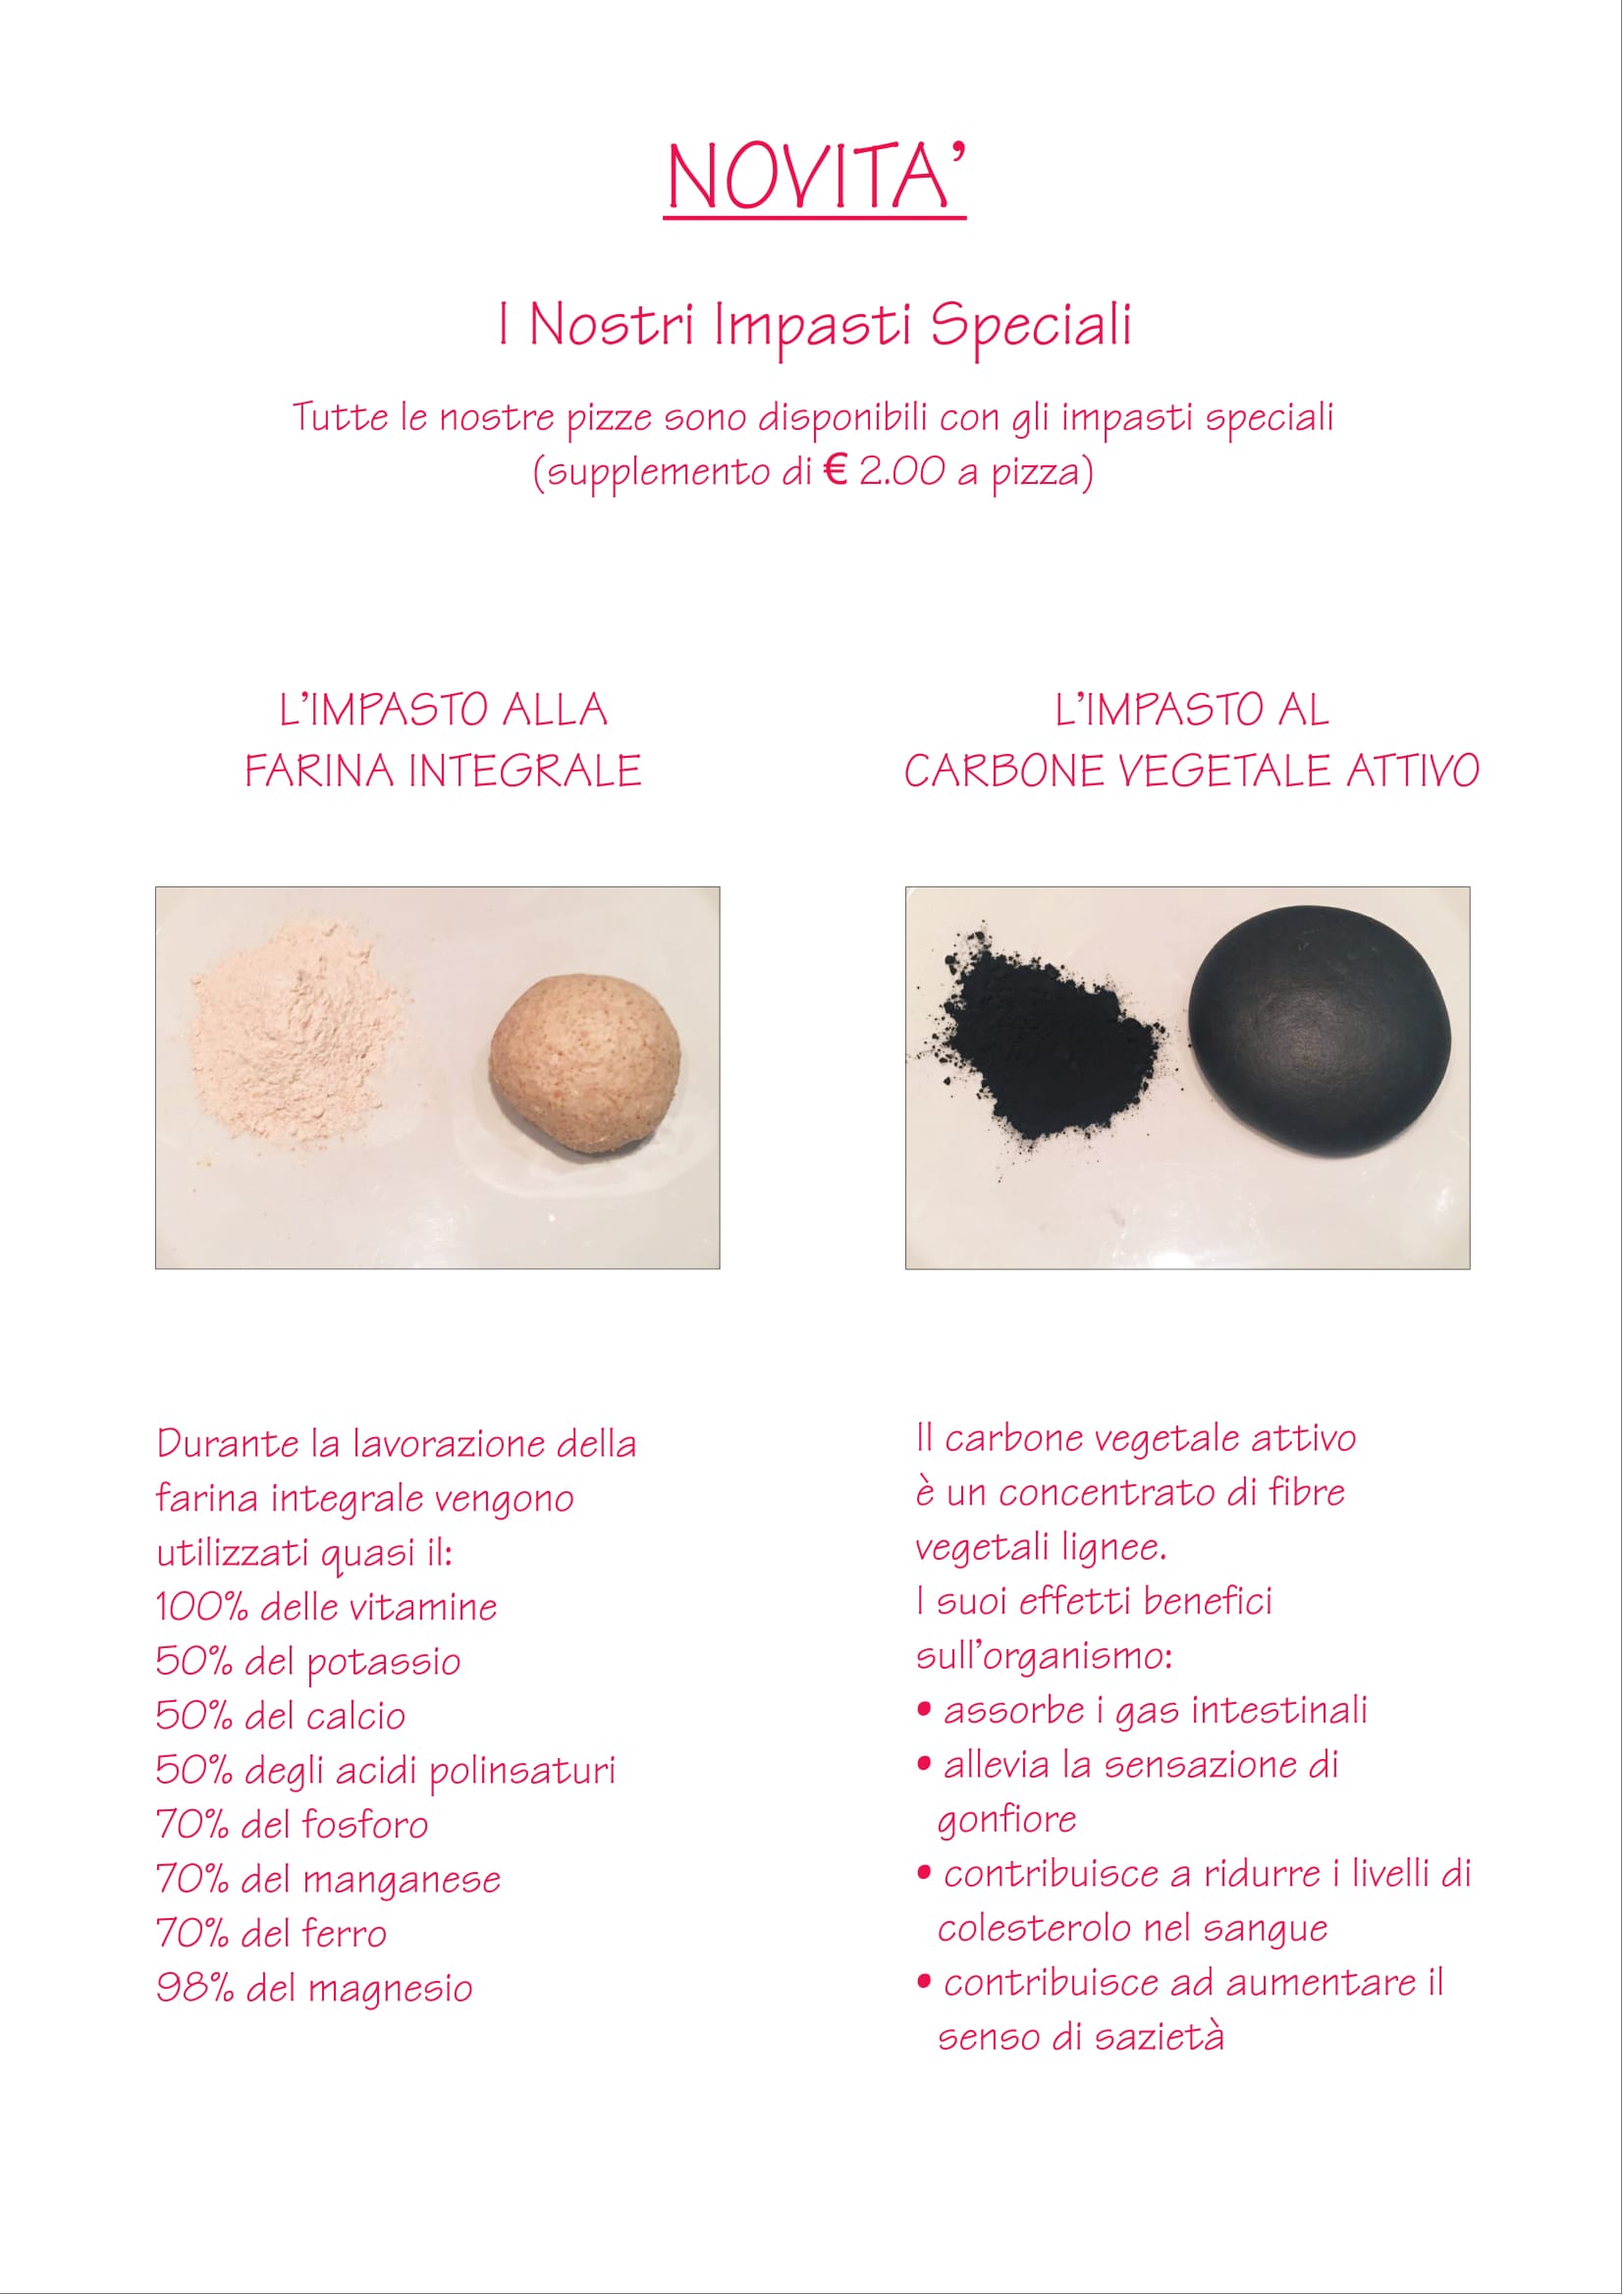 NOVITA’
I Nostri Impasti Speciali
Tutte le nostre pizze sono disponibili con gli impasti speciali
(supplemento di € 2.00 a pizza)
L’IMPASTO ALLA
FARINA INTEGRALE
Durante la lavorazione della
farina integrale vengono
utilizzati quasi il:
100% delle vitamine
50% del potassio
50% del calcio
50% degli acidi polinsaturi
70% del fosforo
70% del manganese
70% del ferro
98% del magnesio
L’IMPASTO AL
CARBONE VEGETALE ATTIVO
Il carbone vegetale attivo
è un concentrato di fibre
vegetali lignee.
I suoi effetti benefici
sull’organismo:
• assorbe i gas intestinali
• allevia la sensazione di
gonfiore
• contribuisce a ridurre i livelli di
colesterolo nel sangue
• contribuisce ad aumentare il
senso di sazietà